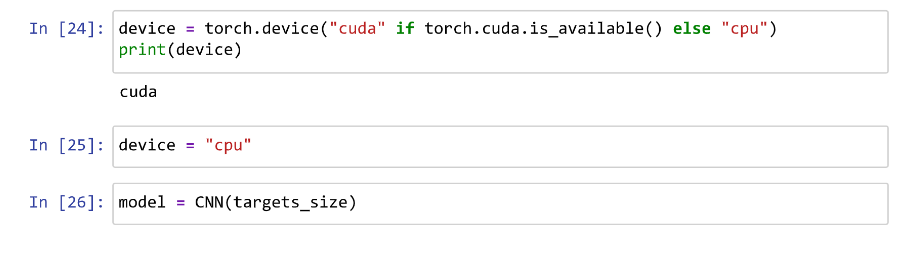 In [24]: device = torch.device("cuda" if torch.cuda.is_available() else "cpu")
print(device)
cuda
In [25]: device = "cpu"
In [26]: model = CNN(targets_size)